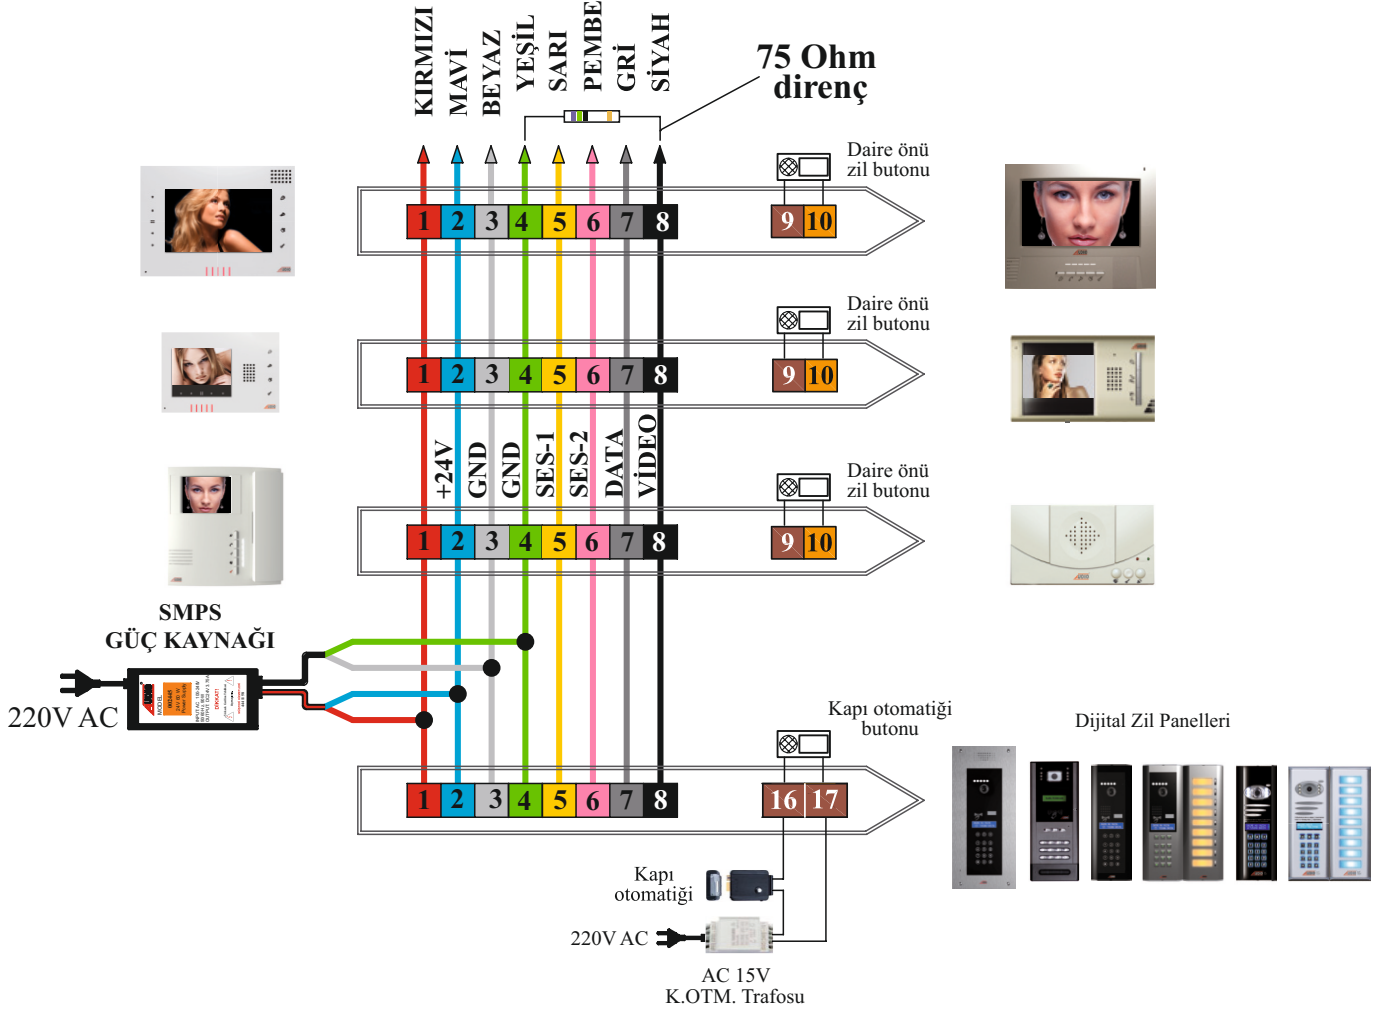 KIRMIZI
MAVİ
BEYAZ
YEŞİL
SARI
PEMBE
GRİ
SİYAH
75 Ohm
direnç
Daire önü
zil butonu
1 2 3 4 5 6 7 8
9 10
Daire önü
zil butonu
1 2 3 4 5 6 7 8
9 10
+24V
GND
GND
SES-1
SES-2
DATA
VİDEO
Daire önü
zil butonu
1 2 3 4 5 6 7 8
9 10
SMPS
GÜÇ KAYNAĞI
220V AC
AUDIO
MODEL
DİKKAT!
Kapı otomatiği
butonu
Dijital Zil Panelleri
1 2 3 4 5 6 7 8
16 17
Kapı
otomatiği
220V AC
AC 15V
K.OTM. Trafosu